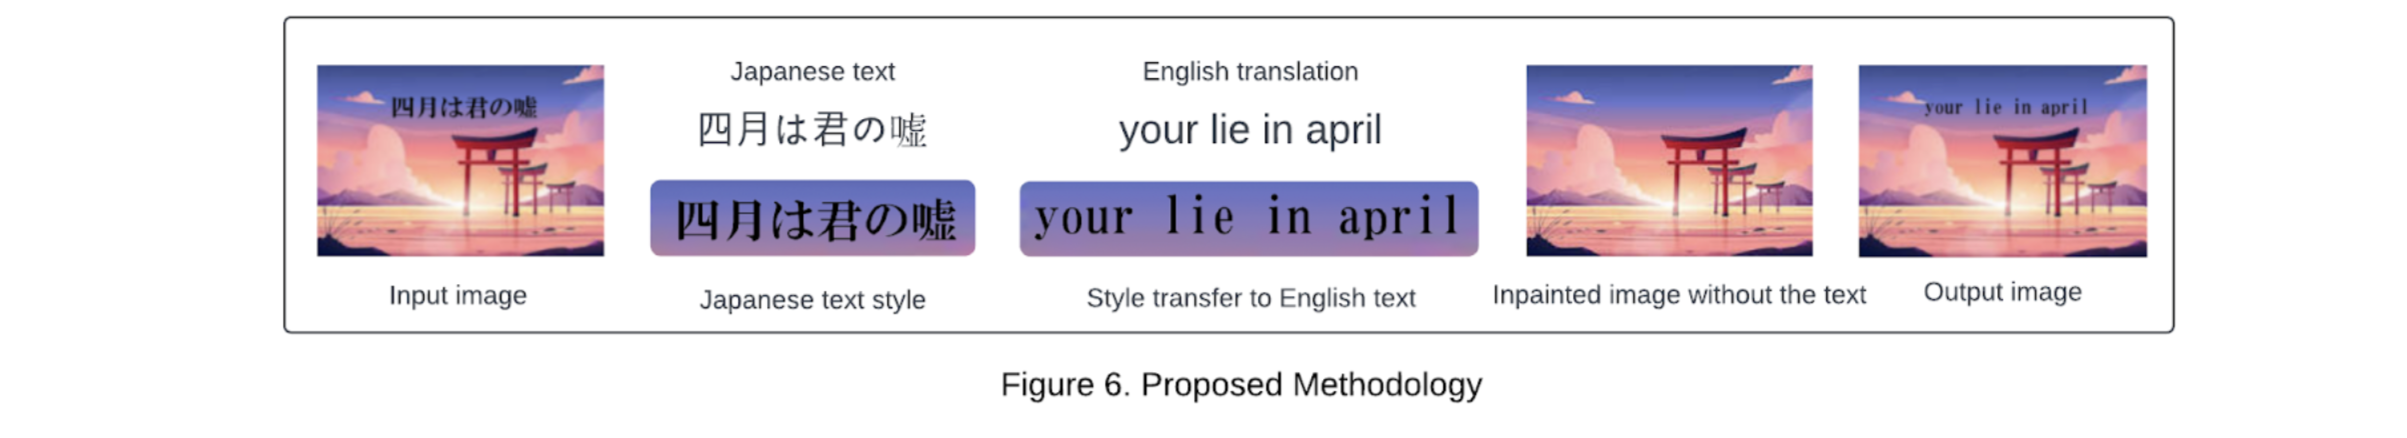 四月は君の嘘
Input image
Japanese text
四月は君の嘘
四月は君の嘘
Japanese text style
English translation
your lie in april
your lie in april
Style transfer to English text
Inpainted image without the text
your lie in april
Output image
Figure 6. Proposed Methodology